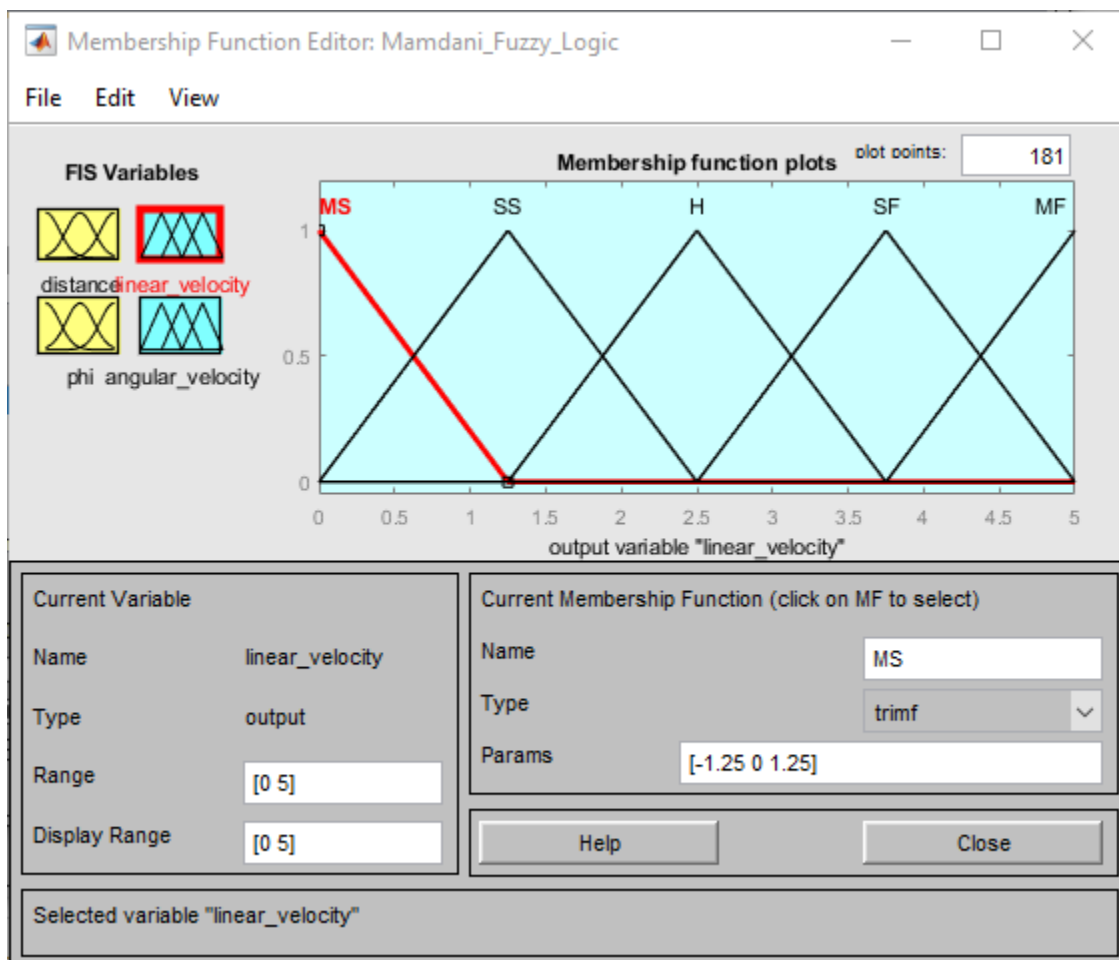 Membership Function Editor: Mamdani_Fuzzy_Logic
File Edit View
FIS Variables
distance
linear_velocity
phi
angular_velocity
Membership function plots
plot points:
181
MS SS H SF MF
1
0.5
0
0 0.5 1 1.5 2 2.5 3 3.5 4 4.5 5
output variable "linear_velocity"
Current Variable
Name linear_velocity
Type output
Range [0 5]
Display Range [0 5]
Current Membership Function (click on MF to select)
Name MS
Type trimf
Params [-1.25 0 1.25]
Help Close
Selected variable "linear_velocity"